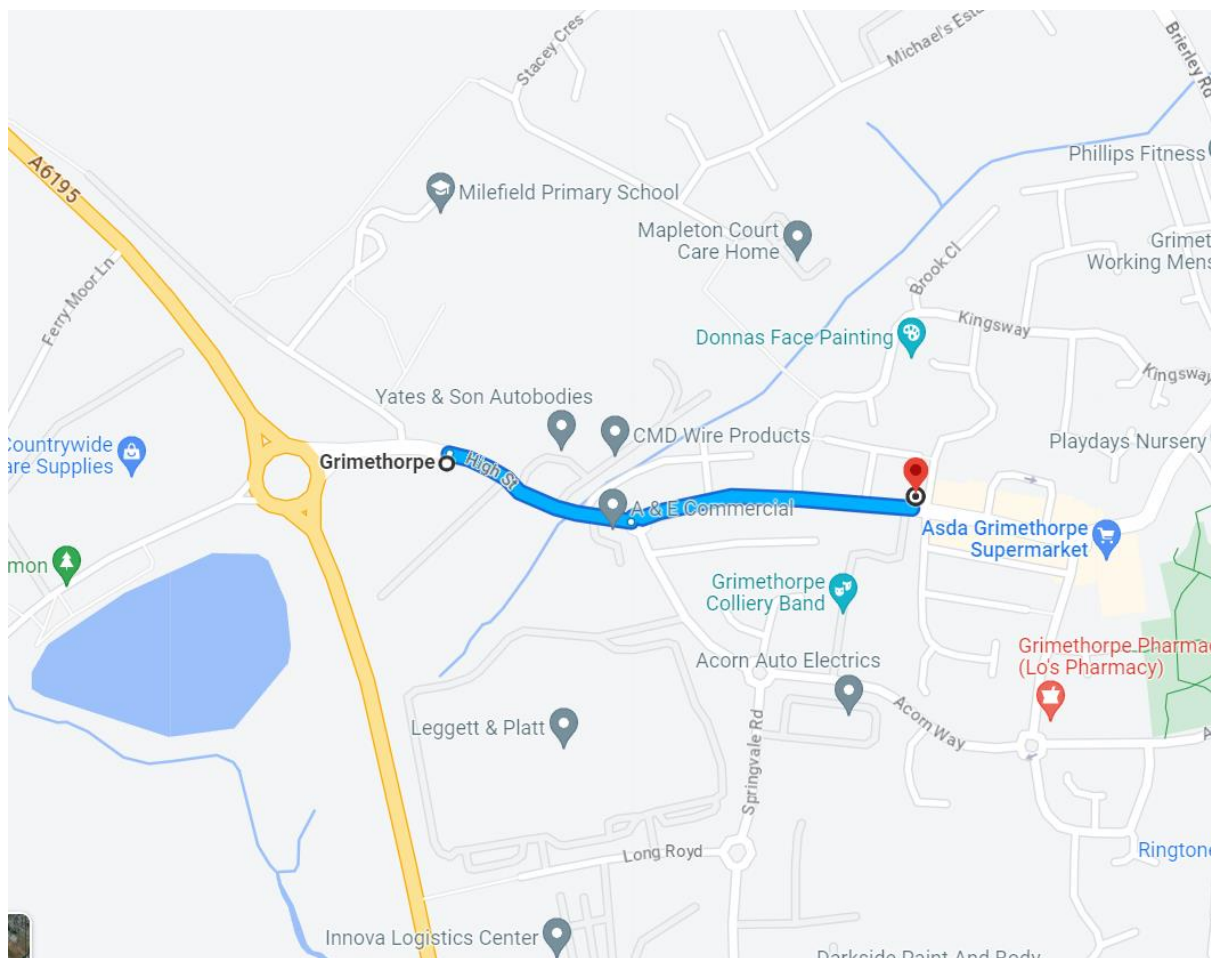 Stacey Cres
Michael's Esta
Brierley Rd
A6195
Phillips Fitness
Milefield Primary School
Mapleton Court
Care Home
Grimet
Working Mens
Brook Cl
Ferry Moor Ln
Kingsway
Donnas Face Painting
Kingsway
Yates & Son Autobodies
CMD Wire Products
Playdays Nursery
Countrywide
are Supplies
Grimethorpe
High St
A & E Commercial
Asda Grimethorpe
Supermarket
mon
Grimethorpe
Colliery Band
Grimethorpe Pharmac
(Lo's Pharmacy)
Acorn Auto Electrics
Acorn Way
A
Leggett & Platt
Springvale Rd
Long Royd
Ringtone
Innova Logistics Center
Darkside Paint And Body